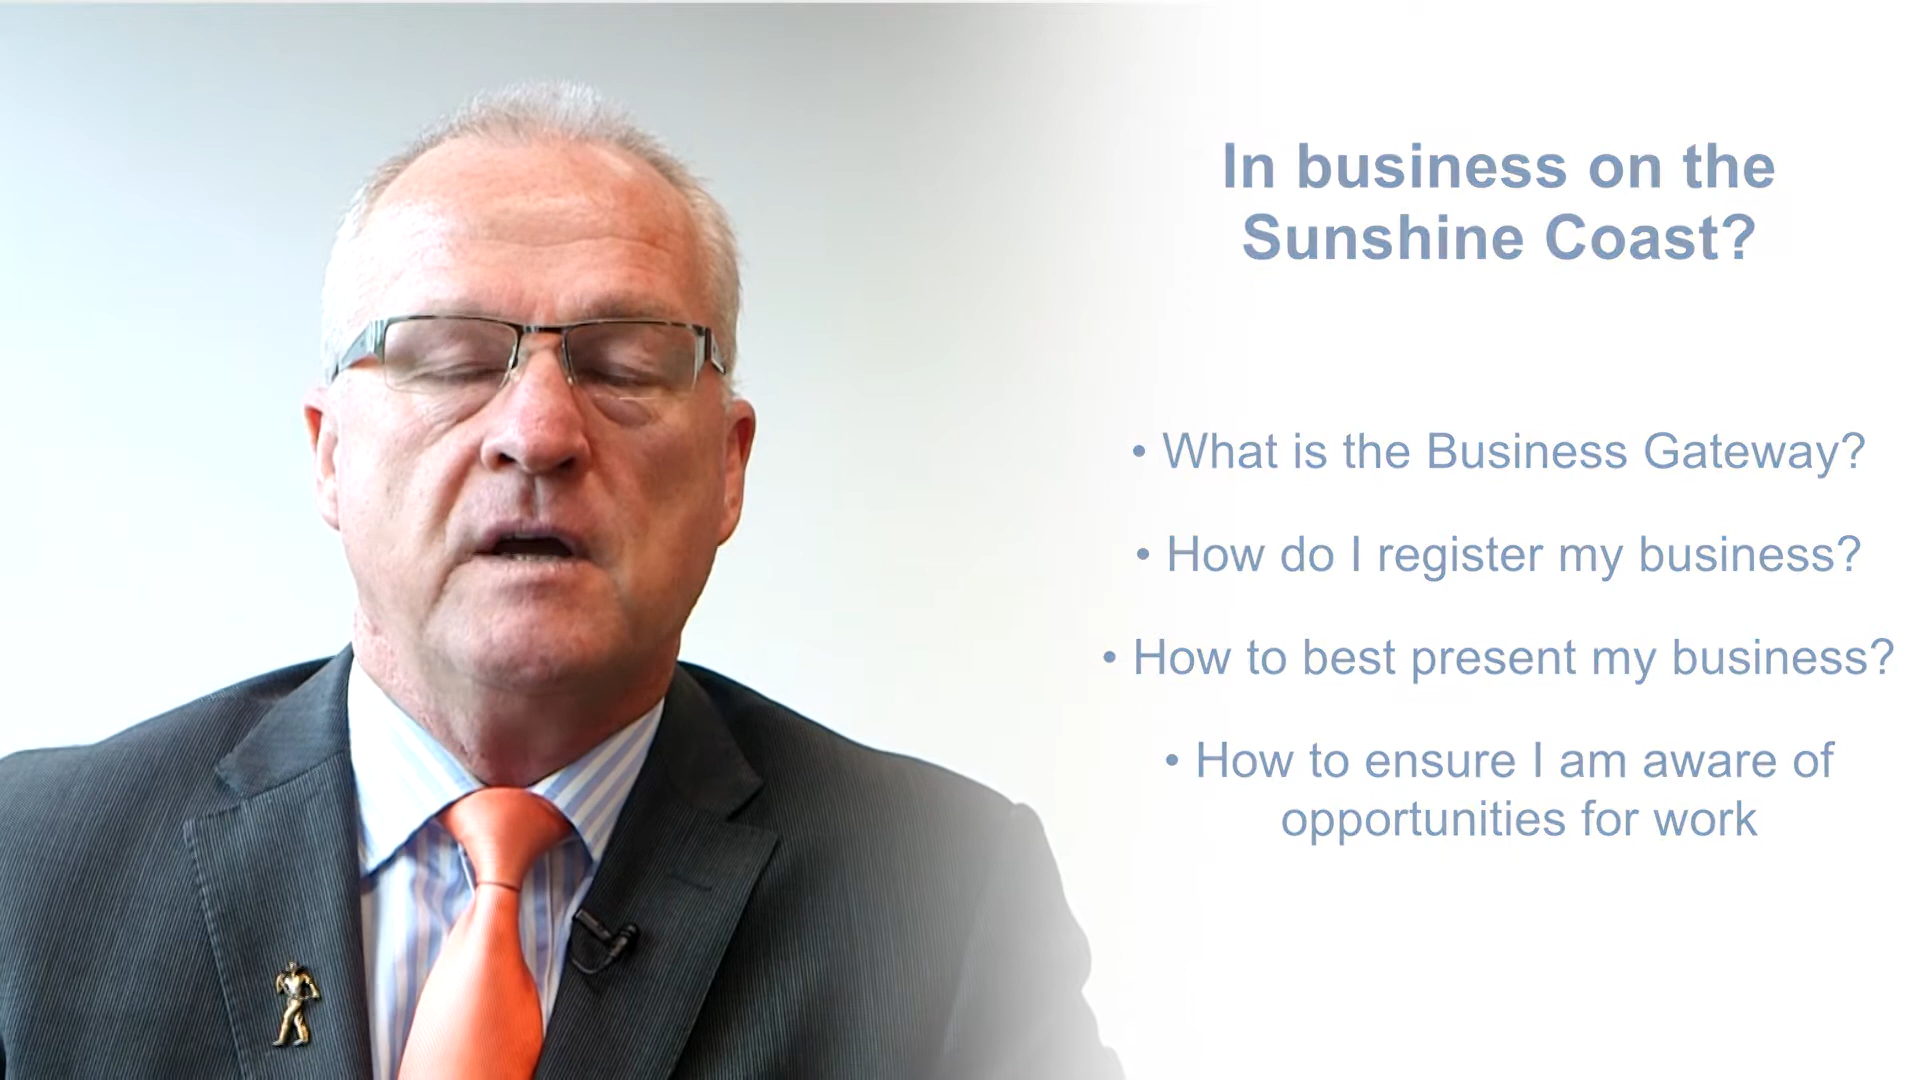 In business on the
Sunshine Coast?
• What is the Business Gateway?
• How do I register my business?
• How to best present my business?
• How to ensure I am aware of
opportunities for work